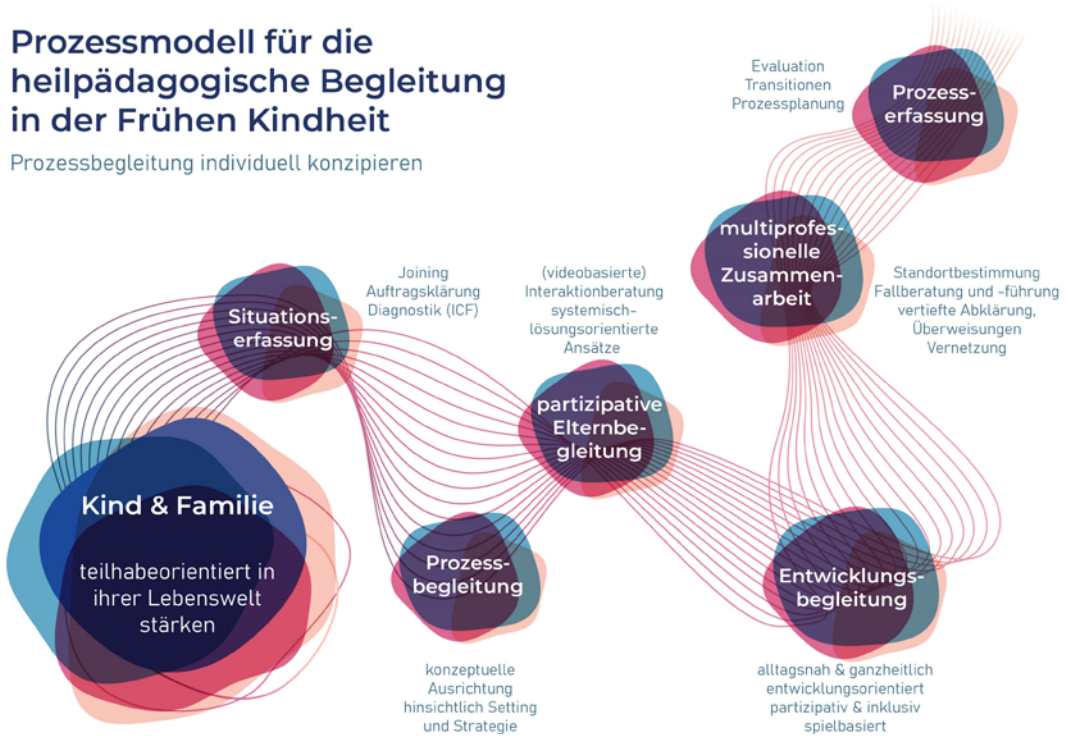 Prozessmodell für die
heilpädagogische Begleitung
in der Frühen Kindheit
Prozessbegleitung individuell konzipieren
Kind & Familie
teilhabeorientiert in
ihrer Lebenswelt
stärken
Situations-
erfassung
Joining
Auftragsklärung
Diagnostik (ICF)
Prozess-
begleitung
konzeptuelle
Ausrichtung
hinsichtlich Setting
und Strategie
(videobasierte)
Interaktionberatung
systemisch-
lösungsorientierte
Ansätze
partizipative
Elternbe-
gleitung
Entwicklungs-
begleitung
alltagsnah & ganzheitlich
entwicklungsorientiert
partizipativ & inklusiv
spielbasiert
multiprofes-
sionelle
Zusammen-
arbeit
Standortbestimmung
Fallberatung und -führung
vertiefte Abklärung,
Überweisungen
Vernetzung
Evaluation
Transitionen
Prozessplanung
Prozess-
erfassung